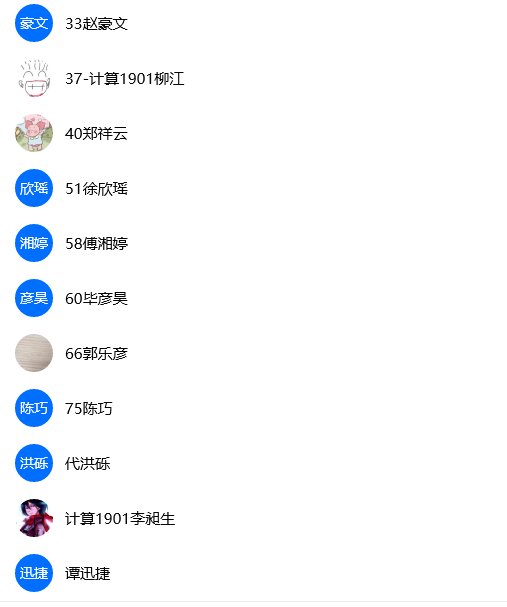 豪文 33赵豪文
37-计算1901柳江
40郑祥云
欣瑶 51徐欣瑶
湘婷 58傅湘婷
彦昊 60毕彦昊
66郭乐彦
陈巧 75陈巧
洪砾 代洪砾
计算1901李昶生
迅捷 谭迅捷